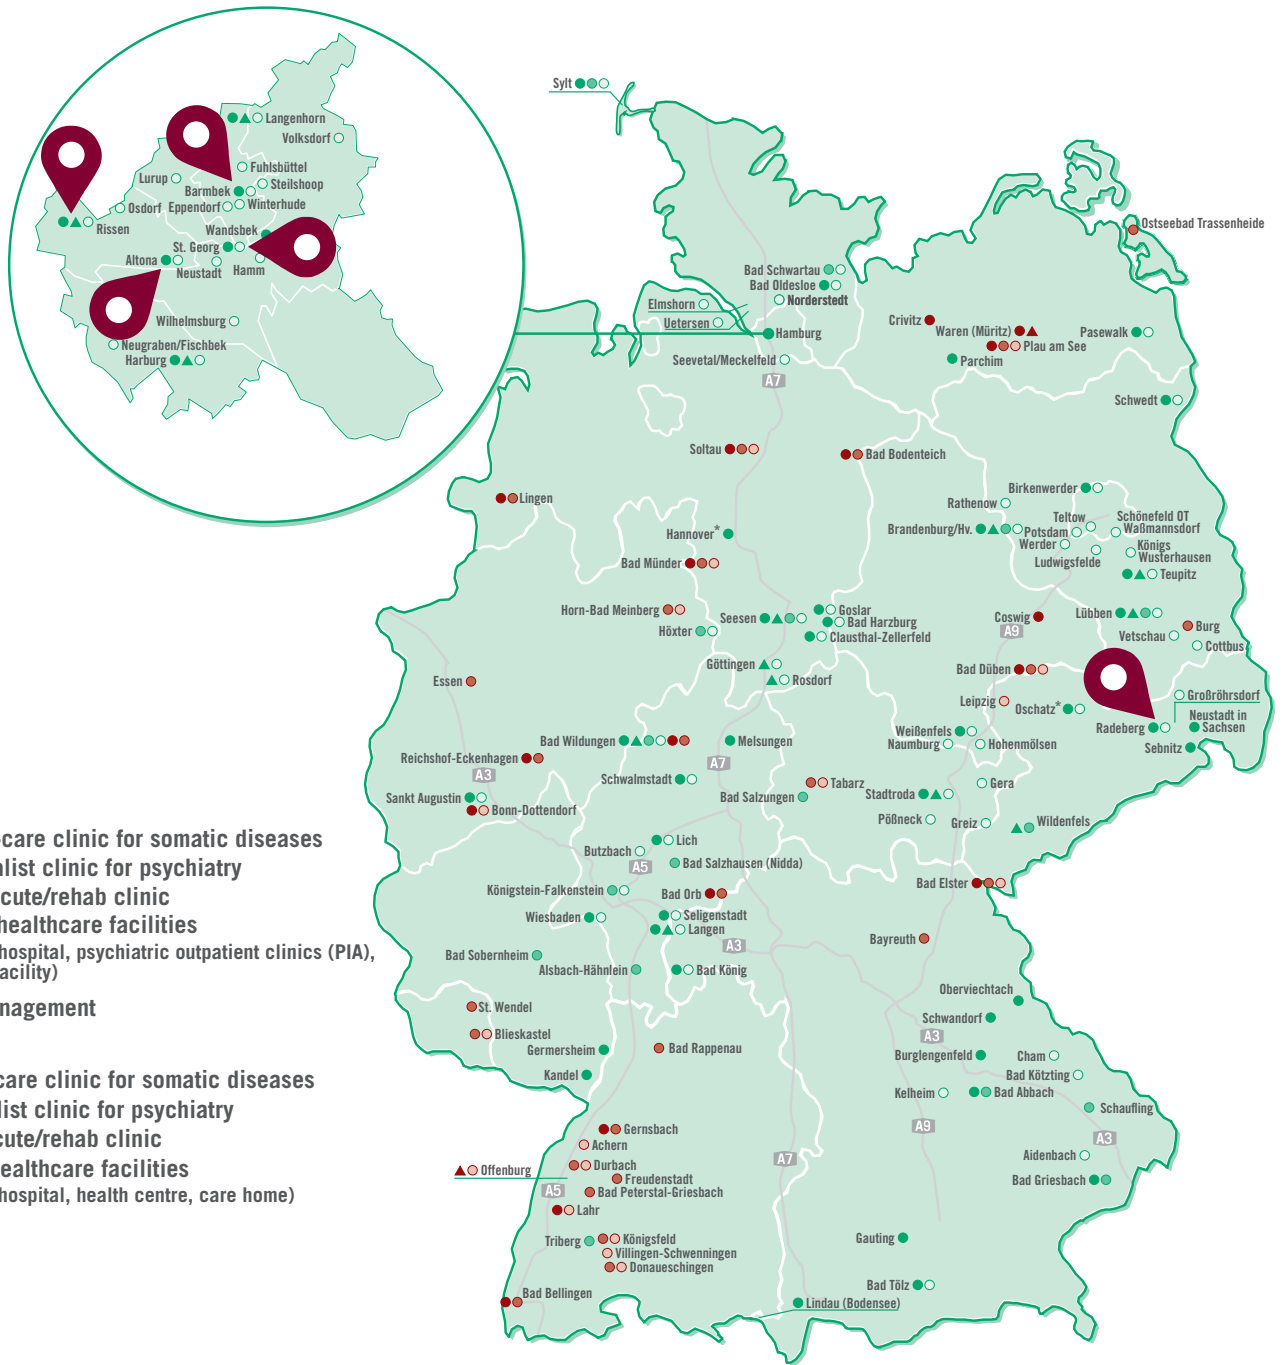 Sylt
Langenhorn
Volksdorf
Fuhlsbüttel
Lurup
Steilshoop
Barmbek
Osdorf
Eppendorf
Winterhude
Rissen
Wandsbek
St. Georg
Altona
Neustadt
Hamm
Wilhelmsburg
Neugraben/Fischbek
Harburg
Ostseebad Trassenheide
Bad Schwartau
Bad Oldesloe
Norderstedt
Elmshorn
Uetersen
Hamburg
Crivitz
Waren (Müritz)
Pasewalk
Plau am See
Parchim
Seevetal/Meckelfeld
A7
Schwedt
Soltau
Bad Bodenteich
Lingen
Birkenwerder
Rathenow
Hannover*
Brandenburg/Hv.
Teltow
Potsdam
Schönefeld OT
Waßmannsdorf
Werder
Ludwigsfelde
Königs
Wusterhausen
Teupitz
Bad Münder
Horn-Bad Meinberg
Höxter
Seesen
Goslar
Bad Harzburg
Clausthal-Zellerfeld
Coswig
A9
Lübben
Burg
Vetschau
Cottbus
Göttingen
Rosdorf
Essen
Bad Düben
Leipzig
Oschatz*
Großröhrsdorf
Radeberg
Neustadt in
Sachsen
Sebnitz
Weißenfels
Naumburg
Hohenmölsen
Bad Wildungen
Melsungen
Reichshof-Eckenhagen
A3
A7
Schwalmstadt
Bad Salzungen
Tabarz
Gera
Stadtroda
Sankt Augustin
Bonn-Dottendorf
Pößneck
Greiz
Wildenfels
-care clinic for somatic diseases
alist clinic for psychiatry
acute/rehab clinic
healthcare facilities
hospital, psychiatric outpatient clinics (PIA),
acility)
nagement
Lich
Butzbach
A5
Bad Salzhausen (Nidda)
Königstein-Falkenstein
Bad Orb
Bad Elster
Wiesbaden
Seligenstadt
Langen
A3
Bayreuth
Bad Sobernheim
Alsbach-Hähnlein
Bad König
Oberviechtach
St. Wendel
Schwandorf
Blieskastel
A3
Germersheim
Bad Rappenau
Burglengenfeld
Cham
Kandel
Bad Kötzting
Kelheim
Bad Abbach
Schaufling
care clinic for somatic diseases
list clinic for psychiatry
cute/rehab clinic
ealthcare facilities
hospital, health centre, care home)
Gernsbach
A9
Achern
A3
Offenburg
Durbach
A7
Aidenbach
Freudenstadt
A5
Bad Peterstal-Griesbach
Bad Griesbach
Lahr
Triberg
Königsfeld
Villingen-Schwenningen
Donaueschingen
Gauting
Bad Bellingen
Bad Tölz
Lindau (Bodensee)